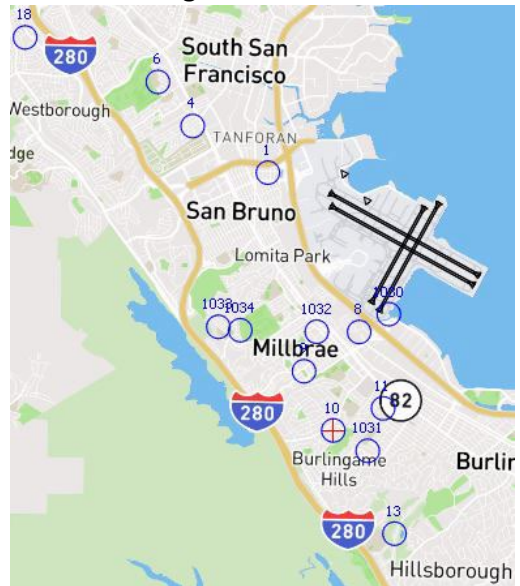 18
280
South San
Francisco
6
Westborough
4
TANFORAN
dge
1
San Bruno
Lomita Park
1030
1033
1034
1032
8
Millbrae
9
280
11
82
10
1031
Burlingame
Hills
Burlin
13
280
Hillsborough